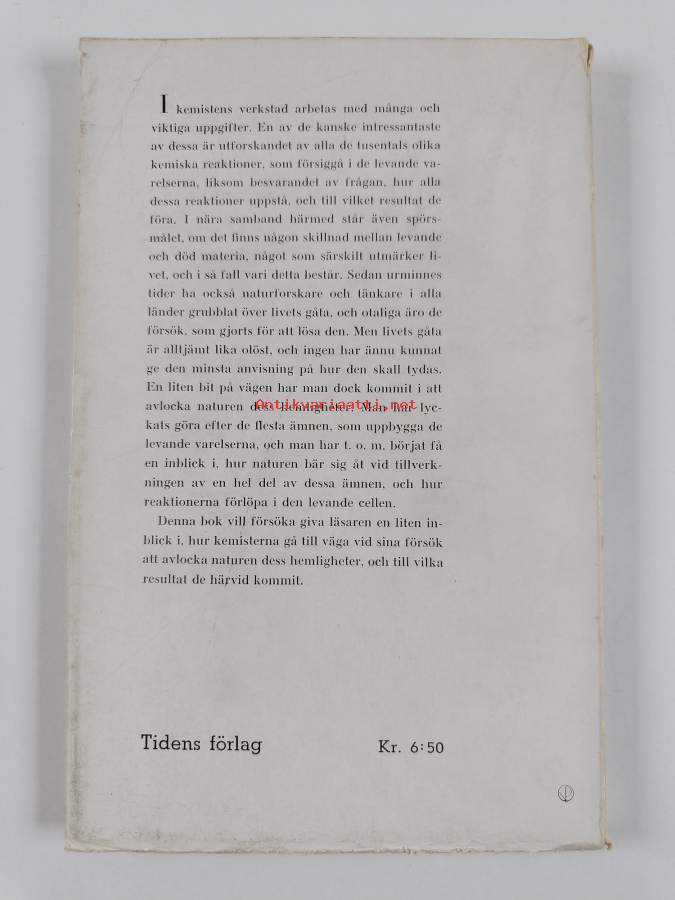 I kemistens verkstad arbetas med många och
viktiga uppgifter. En av de kanske intressantaste
av dessa är utforskandet av alla de tusentals olika
kemiska reaktioner, som försiggå i de levande va-
relserna, liksom besvarandet av frågan, hur alla
dessa reaktioner uppstå, och till vilket resultat de
föra. I nära samband härmed står även spörs-
målet, om det finns någon skillnad mellan levande
och död materia, något som särskilt utmärker li-
vet, och i så fall vari detta består. Sedan urminnes
tider ha också naturforskare och tänkare i alla
länder grubblat över livets gåta, och otaliga äro de
försök, som gjorts för att lösa den. Men livets gåta
är alltjämt lika olöst, och ingen har ännu kunnat
ge den minsta anvisning på hur den skall tydas.
En liten bit på vägen har man dock kommit i att
avlocka naturen dess hemligheter. Man har lyc-
Antikvariaatti.net
kats göra efter de flesta ämnen, som uppbygga de
levande varelserna, och man har t. o. m. börjat få
en inblick i, hur naturen bär sig åt vid tillverk-
ningen av en hel del av dessa ämnen, och hur
reaktionerna förlöpa i den levande cellen.
Denna bok vill försöka giva läsaren en liten in-
blick i, hur kemisterna gå till väga vid sina försök
att avlocka naturen dess hemligheter, och till vilka
resultat de härvid kommit.
Tidens förlag Kr. 6:50